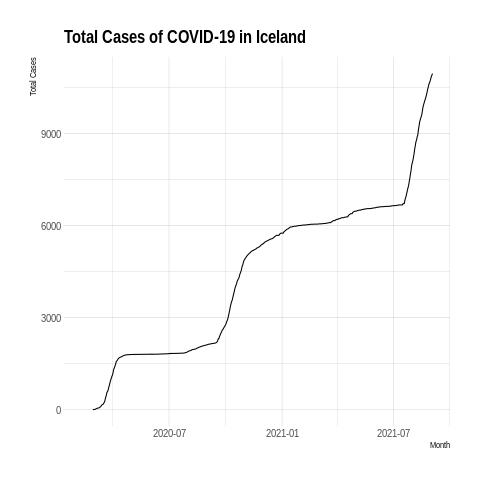 Total Cases of COVID-19 in Iceland
Total Cases
9000
6000
3000
0
2020-07 2021-01 2021-07
Month